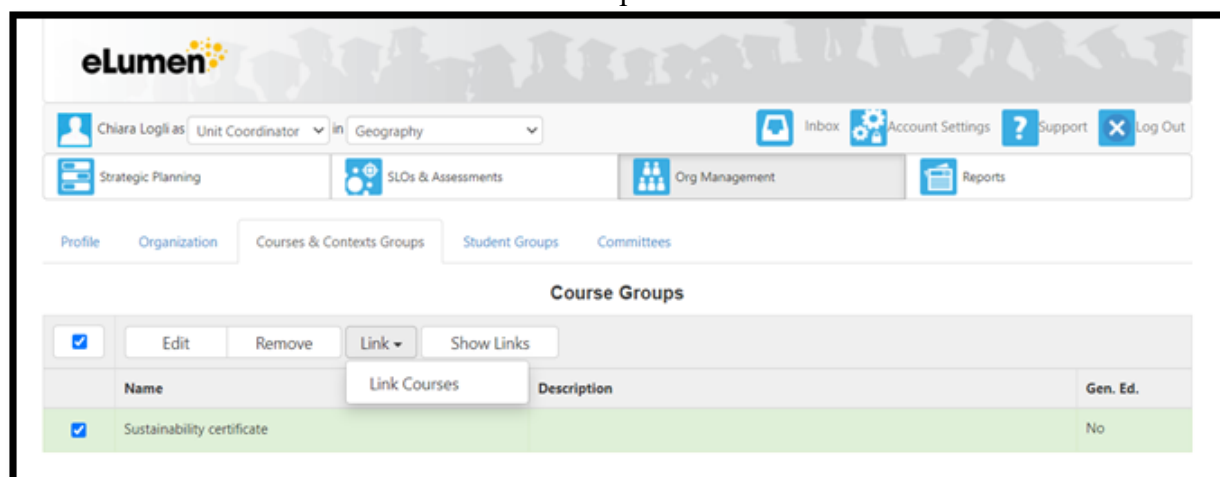 eLumen
Chiara Logli as Unit Coordinator in Geography Inbox Account Settings ? Support Log Out
Strategic Planning SLOs & Assessments Org Management Reports
Profile Organization Courses & Contexts Groups Student Groups Committees
Course Groups
Edit Remove Link Show Links
Link Courses
Name Description Gen. Ed.
Sustainability certificate No